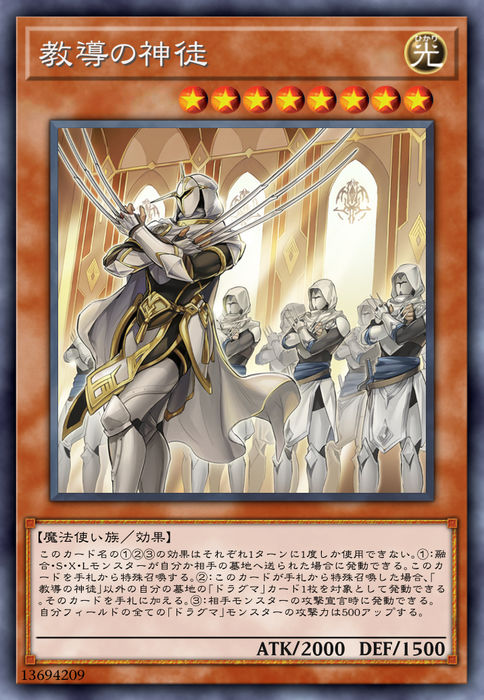 教導の神徒
ひかり
光
【魔法使い族／効果】
このカード名の①②③の効果はそれぞれ1ターンに1度しか使用できない。①：融
合・S・X・Lモンスターが自分か相手の墓地へ送られた場合に発動できる。このカ
ードを手札から特殊召喚する。②：このカードが手札から特殊召喚した場合、「
教導の神徒」以外の自分の墓地の「ドラグマ」カード1枚を対象として発動できる
。そのカードを手札に加える。③：相手モンスターの攻撃宣言時に発動できる。
自分フィールドの全ての「ドラグマ」モンスターの攻撃力は500アップする。
ATK/2000 DEF/1500
13694209